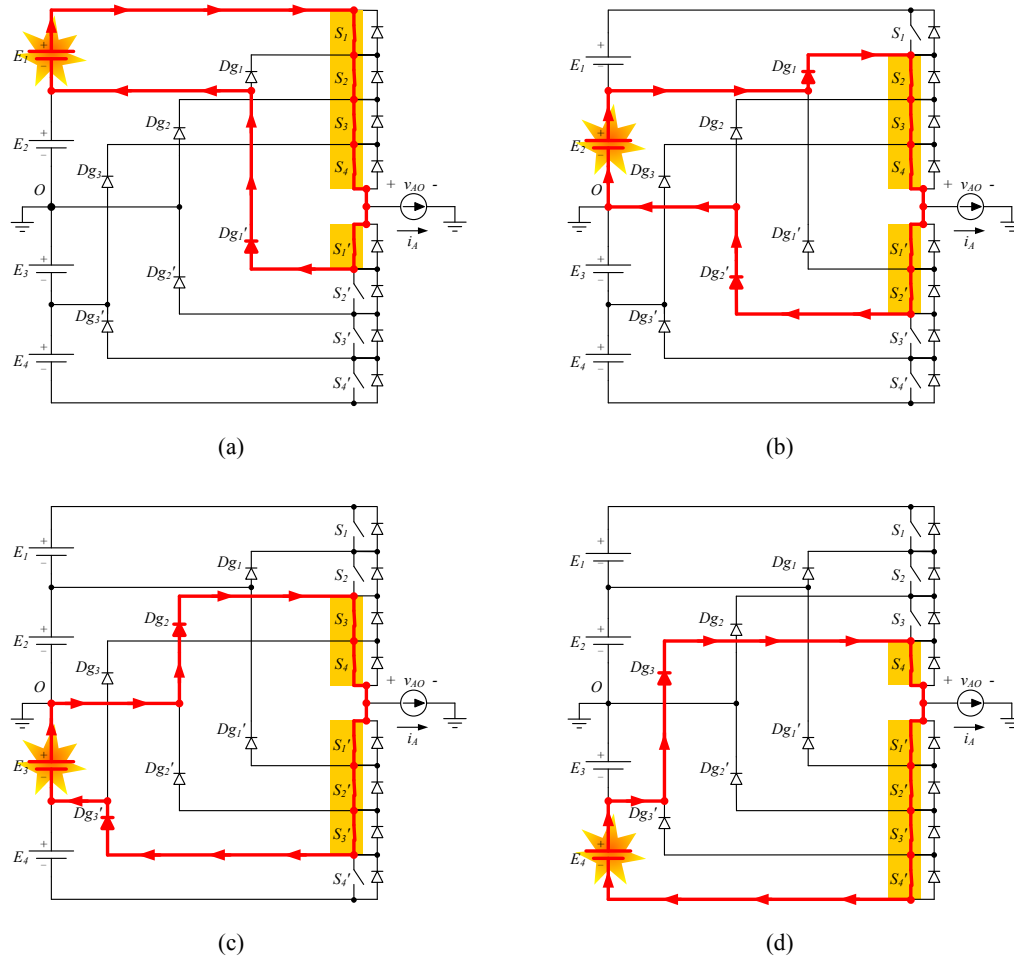 +
E1
−
Dg1
S1
S2
S3
S4
+
E2
−
Dg2
Dg3
O
+ vAO -
iA
Dg1'
S1'
+
E3
−
Dg2'
S2'
Dg3'
S3'
+
E4
−
S4'
(a)
+
E1
−
Dg1
S1
S2
S3
S4
+
E2
−
Dg2
Dg3
O
+ vAO -
iA
Dg1'
S1'
+
E3
−
Dg2'
S2'
Dg3'
S3'
+
E4
−
S4'
(b)
+
E1
−
Dg1
S1
S2
S3
S4
+
E2
−
Dg2
Dg3
O
+ vAO -
iA
Dg1'
S1'
+
E3
−
Dg2'
S2'
Dg3'
S3'
+
E4
−
S4'
(c)
+
E1
−
Dg1
S1
S2
S3
S4
+
E2
−
Dg2
Dg3
O
+ vAO -
iA
Dg1'
S1'
+
E3
−
Dg2'
S2'
Dg3'
S3'
+
E4
−
S4'
(d)